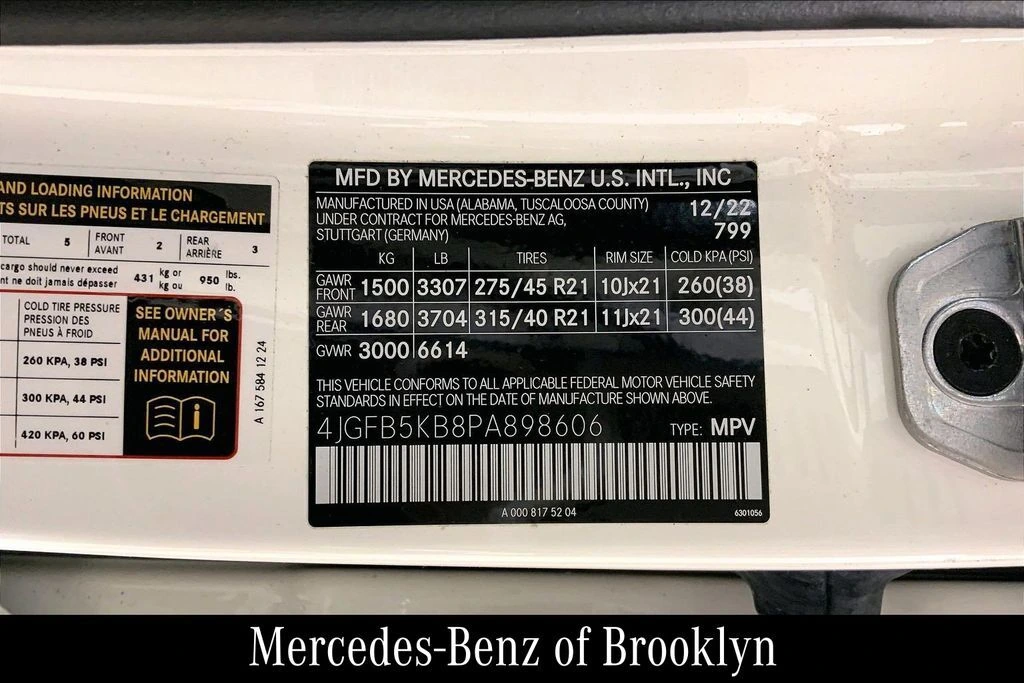 AND LOADING INFORMATION
TS SUR LES PNEUS ET LE CHARGEMENT
TOTAL 5 FRONT AVANT 2 REAR ARRIÈRE 3
cargo should never exceed 431 kg or 950 lbs.
nt ne doit jamais dépasser kg ou lb.
COLD TIRE PRESSURE
PRESSION DES
PNEUS À FROID
260 KPA, 38 PSI
300 KPA, 44 PSI
420 KPA, 60 PSI
SEE OWNER´S
MANUAL FOR
ADDITIONAL
INFORMATION
A 167 584 12 24
MFD BY MERCEDES-BENZ U.S. INTL., INC
MANUFACTURED IN USA (ALABAMA, TUSCALOOSA COUNTY) 12/22
UNDER CONTRACT FOR MERCEDES-BENZ AG, 799
STUTTGART (GERMANY)
KG LB TIRES RIM SIZE COLD KPA (PSI)
GAWR FRONT 1500 3307 275/45 R21 10Jx21 260(38)
GAWR REAR 1680 3704 315/40 R21 11Jx21 300(44)
GVWR 3000 6614
THIS VEHICLE CONFORMS TO ALL APPLICABLE FEDERAL MOTOR VEHICLE SAFETY
STANDARDS IN EFFECT ON THE DATE OF MANUFACTURE SHOWN ABOVE.
4JGFB5KB8PA898606 TYPE: MPV
A 000 817 52 04 6301056
Mercedes-Benz of Brooklyn